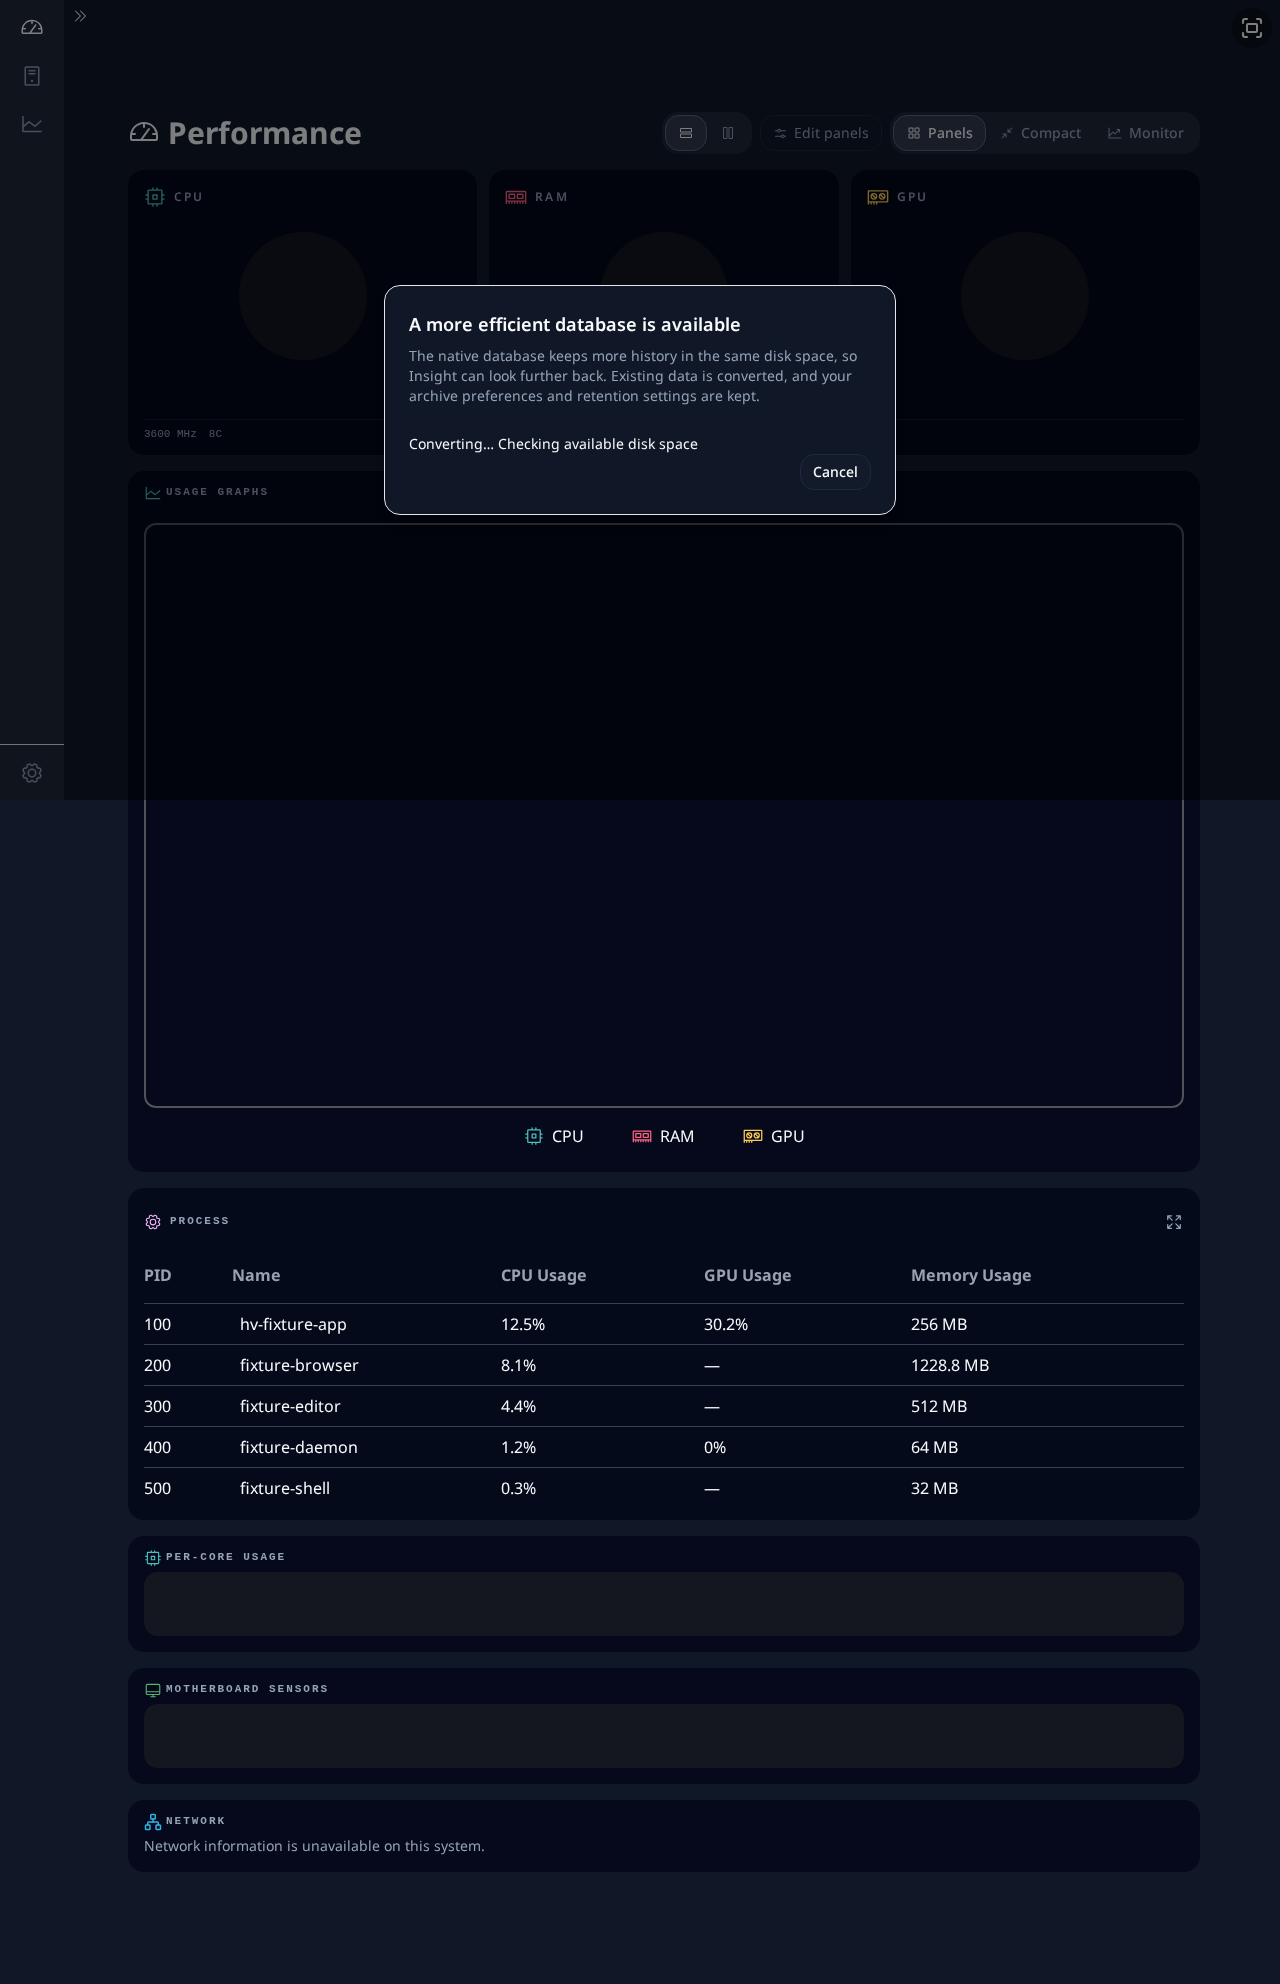 Performance
Edit panels
Panels
Compact
Monitor
CPU
RAM
GPU
A more efficient database is available
The native database keeps more history in the same disk space, so
Insight can look further back. Existing data is converted, and your
archive preferences and retention settings are kept.
Converting... Checking available disk space
Cancel
3600 MHz 8C
USAGE GRAPHS
CPU
RAM
GPU
PROCESS
PID Name CPU Usage GPU Usage Memory Usage
100 hv-fixture-app 12.5% 30.2% 256 MB
200 fixture-browser 8.1% — 1228.8 MB
300 fixture-editor 4.4% — 512 MB
400 fixture-daemon 1.2% 0% 64 MB
500 fixture-shell 0.3% — 32 MB
PER-CORE USAGE
MOTHERBOARD SENSORS
NETWORK
Network information is unavailable on this system.